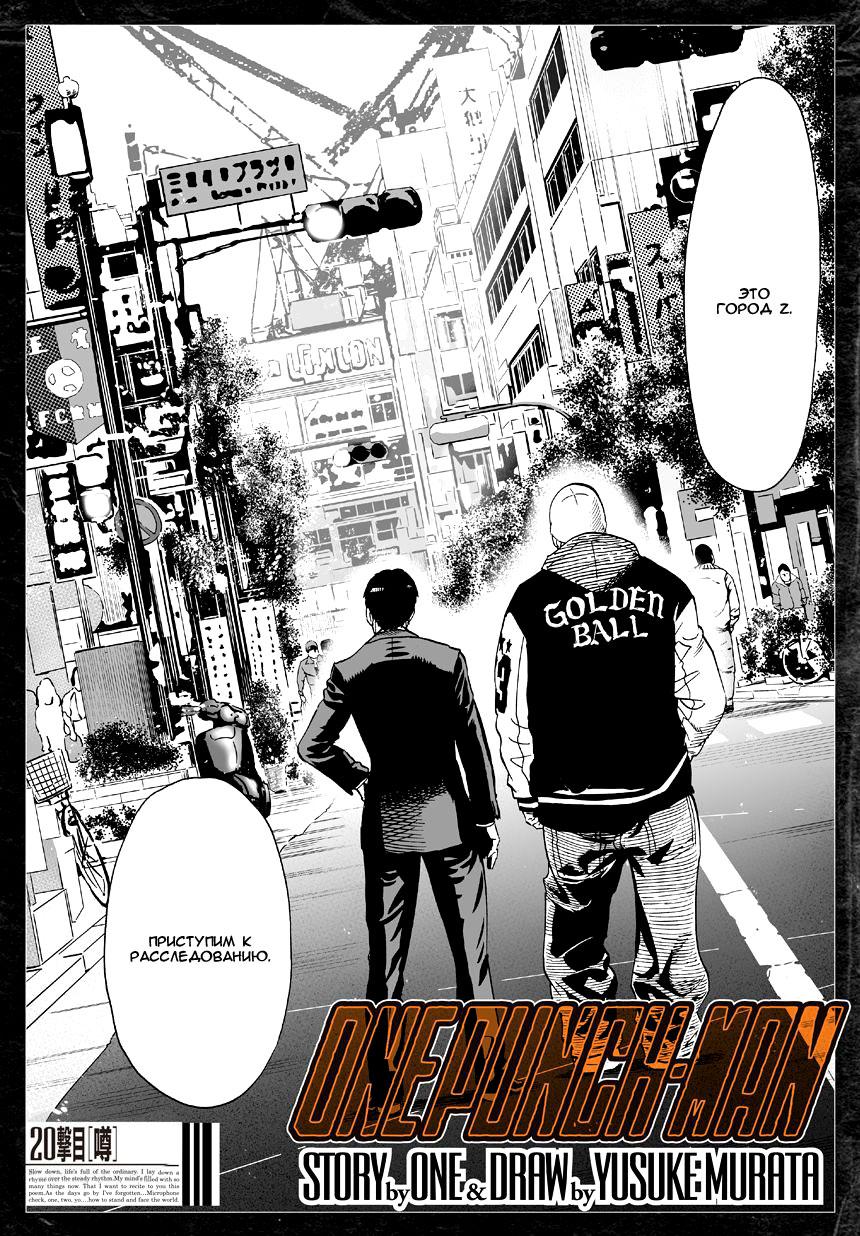 ЭТО
ГОРОД Z.
GOLDEN
BALL
ПРИСТУПИМ К
РАССЛЕДОВАНИЮ.
ONEPUNCH-MAN
STORY by ONE & DRAW by YUSUKE MURATA
20撃目[噂]
Slow down, life's full of the ordinary. I lay down a
rhyme over the steady rhythm.My mind's filled with so
many things now. That I want to recite to you this
poem.As the days go by I've forgotten...Microphone
check, one, two, yo....how to stand and face the world.